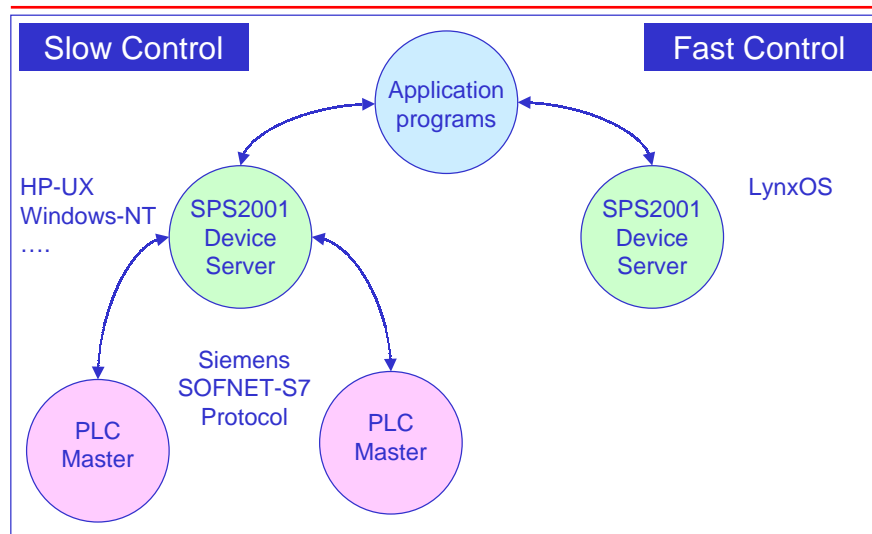 Slow Control
Fast Control
Application
programs
HP-UX
Windows-NT
....
SPS2001
Device
Server
SPS2001
Device
Server
LynxOS
Siemens
SOFNET-S7
Protocol
PLC
Master
PLC
Master